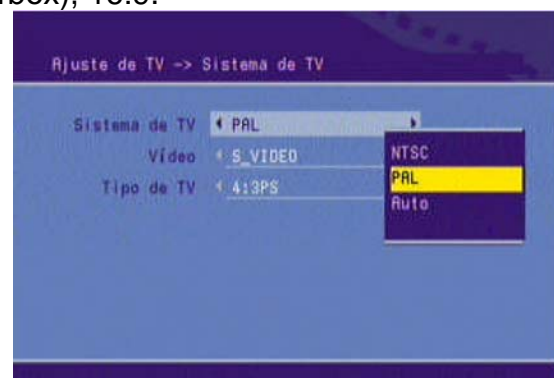 rbox), 16:9.
Ajuste de TV -> Sistema de TV
Sistema de TV PAL
Vídeo S_VIDEO
Tipo de TV 4:3PS
NTSC
PAL
Auto